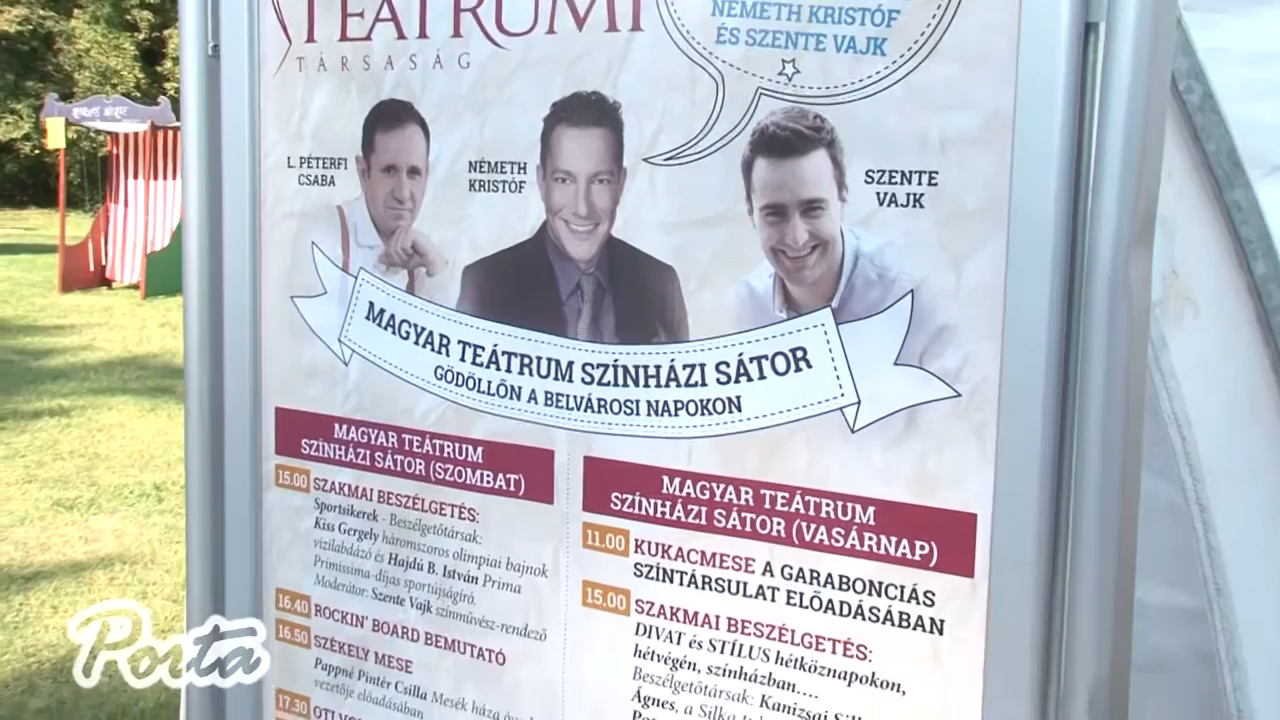 TEÁTRUMI
TÁRSASÁG
NÉMETH KRISTÓF
ÉS SZENTE VAJK
L. PÉTERFI
CSABA
NÉMETH
KRISTÓF
SZENTE
VAJK
MAGYAR TEÁTRUM SZÍNHÁZI SÁTOR
GÖDÖLLŐN A BELVÁROSI NAPOKON
MAGYAR TEÁTRUM
SZÍNHÁZI SÁTOR (SZOMBAT)
15.00 SZAKMAI BESZÉLGETÉS:
Sportsikerek - Beszélgetőtársak:
Kiss Gergely háromszoros olimpiai bajnok
vízilabdázó és Hajdú B. István Prima
Primissima-díjas sportújságíró.
Moderátor: Szente Vajk színművész-rendező
16.40 ROCKIN' BOARD BEMUTATÓ
16.50 SZÉKELY MESE
Pappné Pintér Csilla Mesék háza
vezetője előadásában
17.30
MAGYAR TEÁTRUM
SZÍNHÁZI SÁTOR (VASÁRNAP)
11.00 KUKACMESE A GARABONCIÁS
SZÍNTÁRSULAT ELŐADÁSÁBAN
15.00 SZAKMAI BESZÉLGETÉS:
DIVAT és STÍLUS hétköznapokon,
hétvégén, színházban....
Beszélgetőtársak: Kanizsai
Ágnes, a Silka
Porta